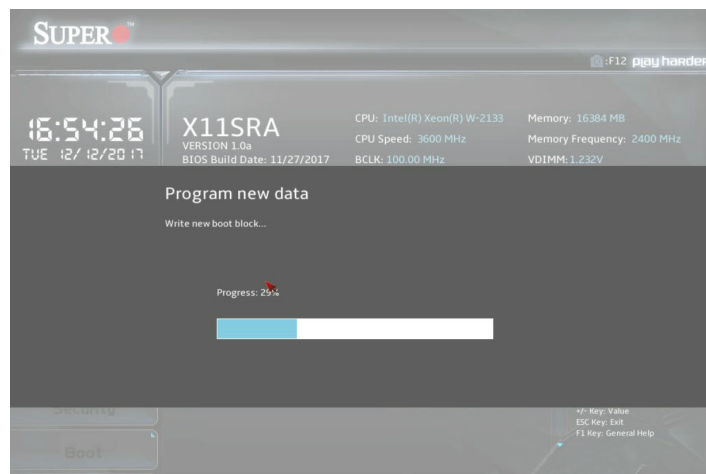 SUPER
:F12 play harder
16:54:26
TUE 12/12/2017
X11SRA
VERSION 1.0a
BIOS Build Date: 11/27/2017
CPU: Intel(R) Xeon(R) W-2133
CPU Speed: 3600 MHz
BCLK: 100.00 MHz
Memory: 16384 MB
Memory Frequency: 2400 MHz
VDIMM: 1.232V
Program new data
Write new boot block...
Progress: 29%
Security
Boot
+/- Key: Value
ESC Key: Exit
F1 Key: General Help